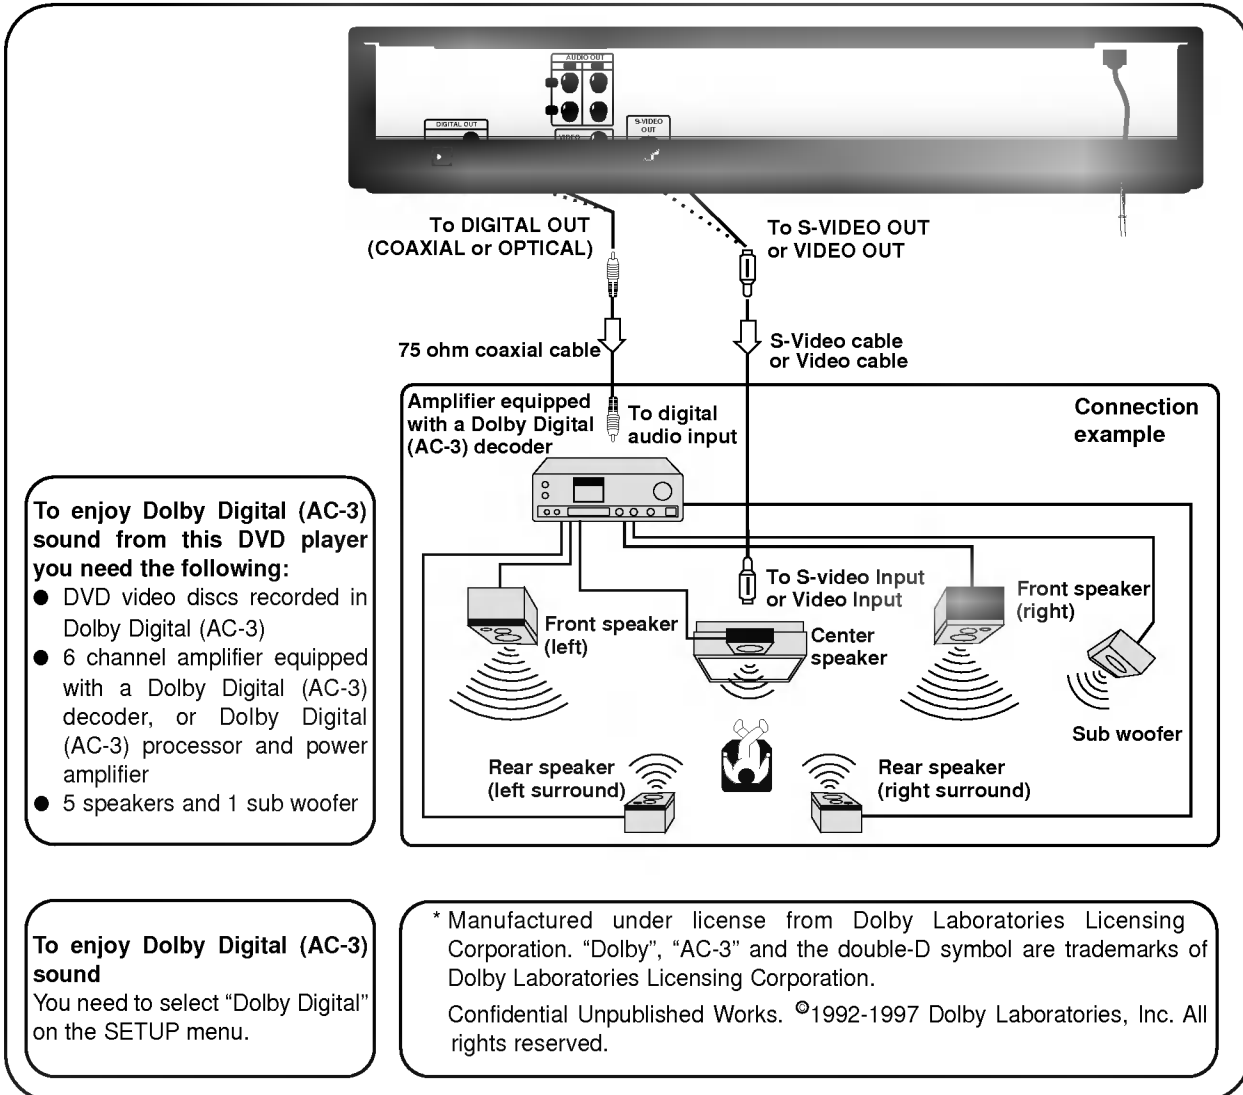 AUDIO OUT
DIGITAL OUT
VIDEO
S-VIDEO
OUT
To DIGITAL OUT
(COAXIAL or OPTICAL)
To S-VIDEO OUT
or VIDEO OUT
75 ohm coaxial cable
S-Video cable
or Video cable
Amplifier equipped
with a Dolby Digital
(AC-3) decoder
To digital
audio input
Connection
example
To S-video Input
or Video Input
Front speaker
(left)
Center
speaker
Front speaker
(right)
Sub woofer
Rear speaker
(left surround)
Rear speaker
(right surround)
To enjoy Dolby Digital (AC-3)
sound from this DVD player
you need the following:
● DVD video discs recorded in
Dolby Digital (AC-3)
● 6 channel amplifier equipped
with a Dolby Digital (AC-3)
decoder, or Dolby Digital
(AC-3) processor and power
amplifier
● 5 speakers and 1 sub woofer
To enjoy Dolby Digital (AC-3)
sound
You need to select “Dolby Digital”
on the SETUP menu.
* Manufactured under license from Dolby Laboratories Licensing
Corporation. “Dolby”, “AC-3” and the double-D symbol are trademarks of
Dolby Laboratories Licensing Corporation.
Confidential Unpublished Works. ©1992-1997 Dolby Laboratories, Inc. All
rights reserved.